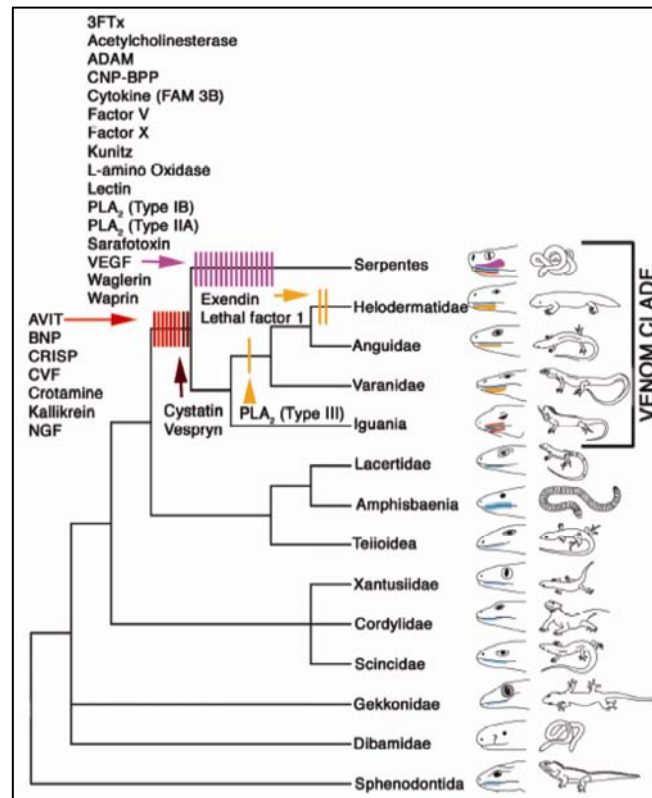 3FTx
Acetylcholinesterase
ADAM
CNP-BPP
Cytokine (FAM 3B)
Factor V
Factor X
Kunitz
L-amino Oxidase
Lectin
PLA₂ (Type IB)
PLA₂ (Type IIA)
Sarafotoxin
VEGF
Waglerin
Waprin
AVIT
BNP
CRISP
CVF
Crotamine
Kallikrein
NGF
Exendin
Lethal factor 1
Cystatin
Vespryn
PLA₂ (Type III)
Serpentes
Helodermatidae
Anguidae
Varanidae
Iguania
Lacertidae
Amphisbaenia
Teiioidea
Xantusiidae
Cordylidae
Scincidae
Gekkonidae
Dibamidae
Sphenodontida
VENOM CLADE